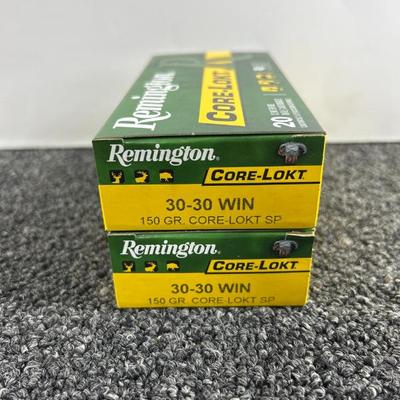 Remington
CORE-LOKT
20
Remington®
CORE-LOKT
30-30 WIN
150 GR. CORE-LOKT SP
Remington®
CORE-LOKT
30-30 WIN
150 GR. CORE-LOKT SP